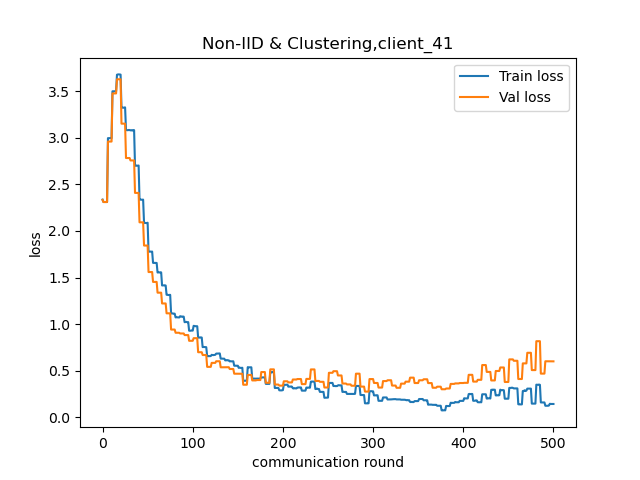 Non-IID & Clustering,client_41
Train loss
Val loss
3.5
3.0
2.5
2.0
1.5
1.0
0.5
0.0
loss
0 100 200 300 400 500
communication round